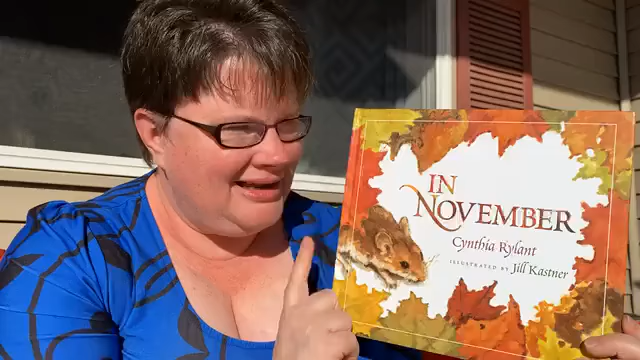 IN
NOVEMBER
Cynthia Rylant
ILLUSTRATED BY Jill Kastner